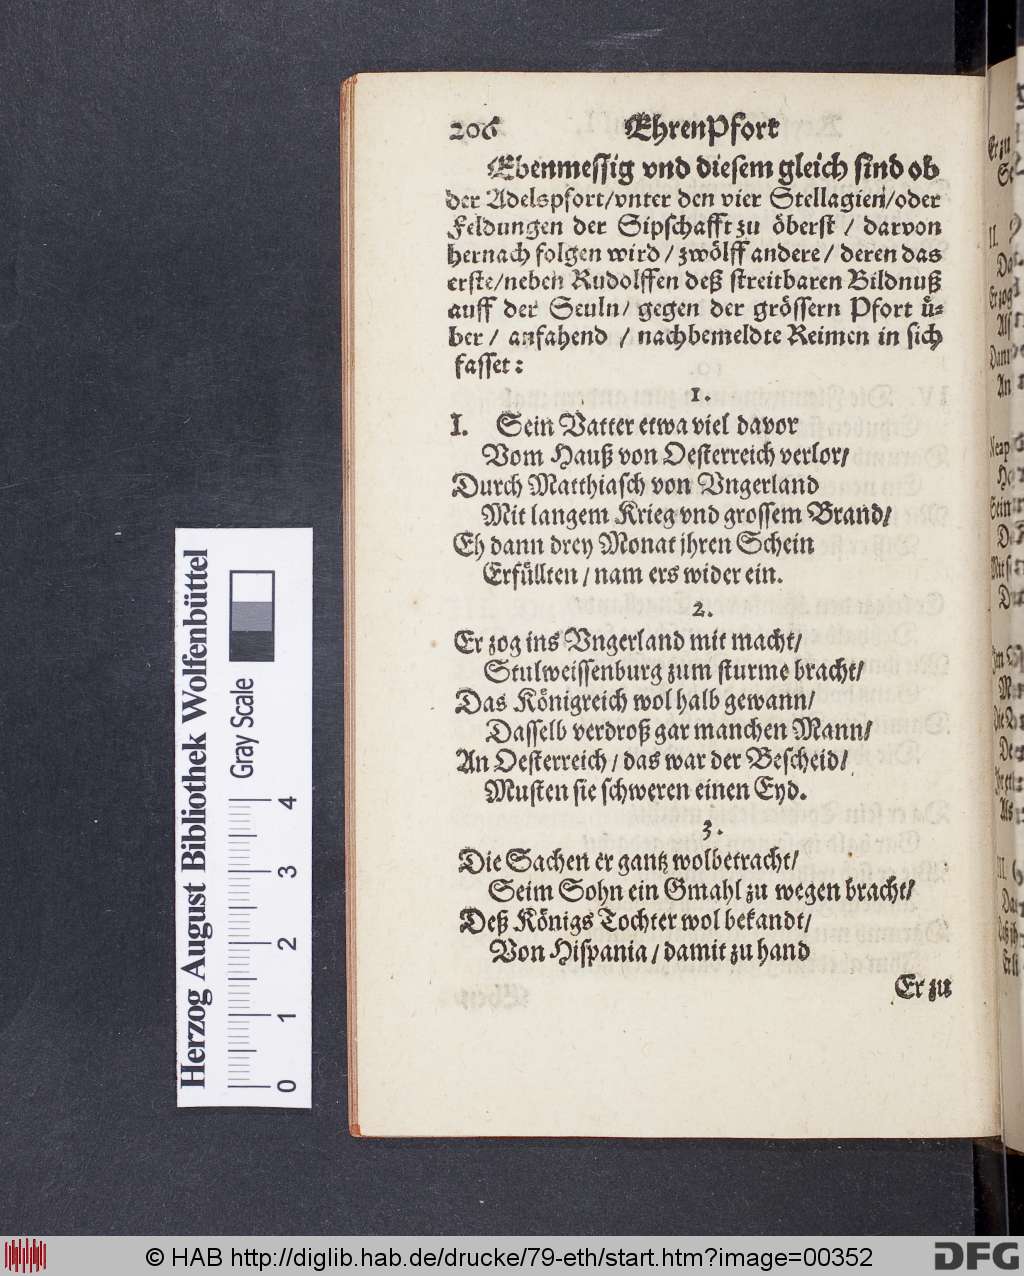 206 EhrenPfort
Ebenmessig vnd diesem gleich sind ob
der Adelspfort/vnter den vier Stellagien/oder
Feldungen der Sipschafft zu öberst / darvon
hernach folgen wird / zwölff andere / deren das
erste/neben Rudolffen deß streitbaren Bildnuß
auff der Seuln/ gegen der grössern Pfort ü-
ber / anfahend / nachbemeldte Reimen in sich
fasset:
1.
I. Sein Vatter etwa viel davor
Vom Hauß von Oesterreich verlor/
Durch Matthiasch von Vngerland
Mit langem Krieg vnd grossem Brand/
Eh dann drey Monat jhren Schein
Erfüllten / nam ers wider ein.
2.
Er zog ins Vngerland mit macht/
Stulweissenburg zum sturme bracht/
Das Königreich wol halb gewann/
Dasselb verdroß gar manchen Mann/
An Oesterreich / das war der Bescheid/
Musten sie schweren einen Eyd.
3.
Die Sachen er gantz wolbetracht/
Seim Sohn ein Gmahl zu wegen bracht/
Deß Königs Tochter wol bekandt/
Von Hispania / damit zu hand
Er zu
Herzog August Bibliothek Wolfenbüttel
Gray Scale
0 1 2 3 4
© HAB http://diglib.hab.de/drucke/79-eth/start.htm?image=00352
DFG